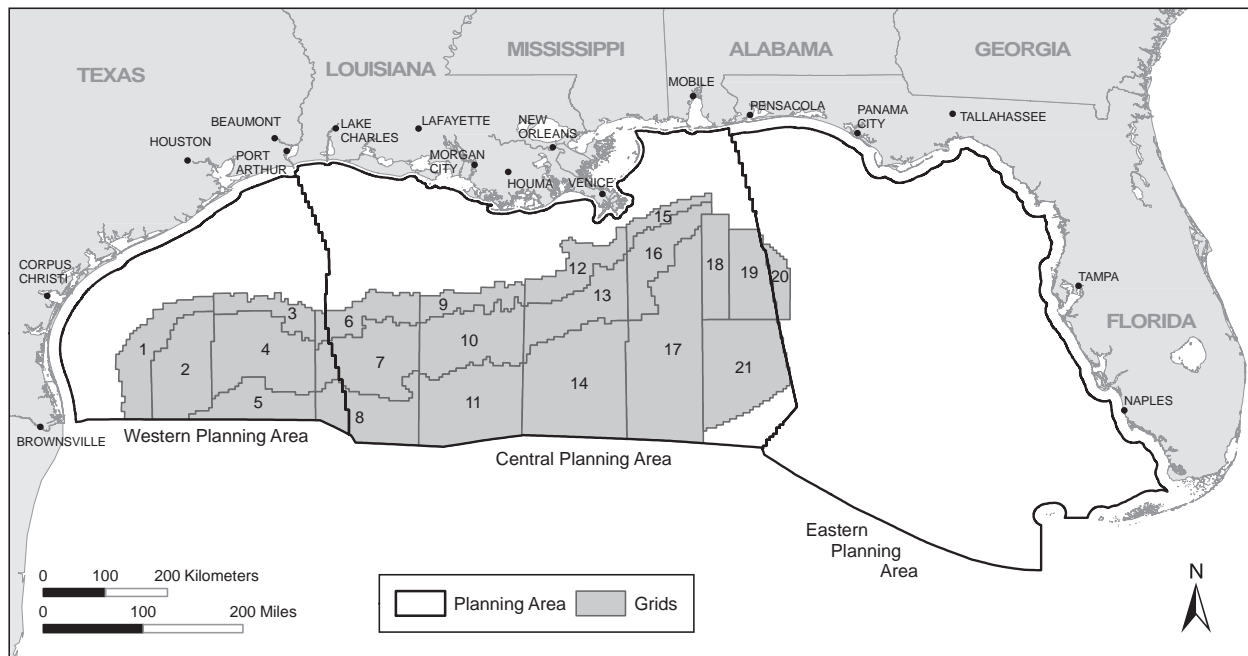 MISSISSIPPI
ALABAMA
GEORGIA
TEXAS
LOUISIANA
MOBILE
PENSACOLA
PANAMA
CITY
TALLAHASSEE
BEAUMONT
LAKE
CHARLES
LAFAYETTE
NEW
ORLEANS
HOUSTON
PORT
ARTHUR
MORGAN
CITY
HOUMA
VENICE
CORPUS
CHRISTI
TAMPA
FLORIDA
NAPLES
BROWNSVILLE
1
2
3
4
5
6
7
8
9
10
11
12
13
14
15
16
17
18
19
20
21
Western Planning Area
Central Planning Area
Eastern
Planning
Area
0 100 200 Kilometers
0 100 200 Miles
Planning Area
Grids
N